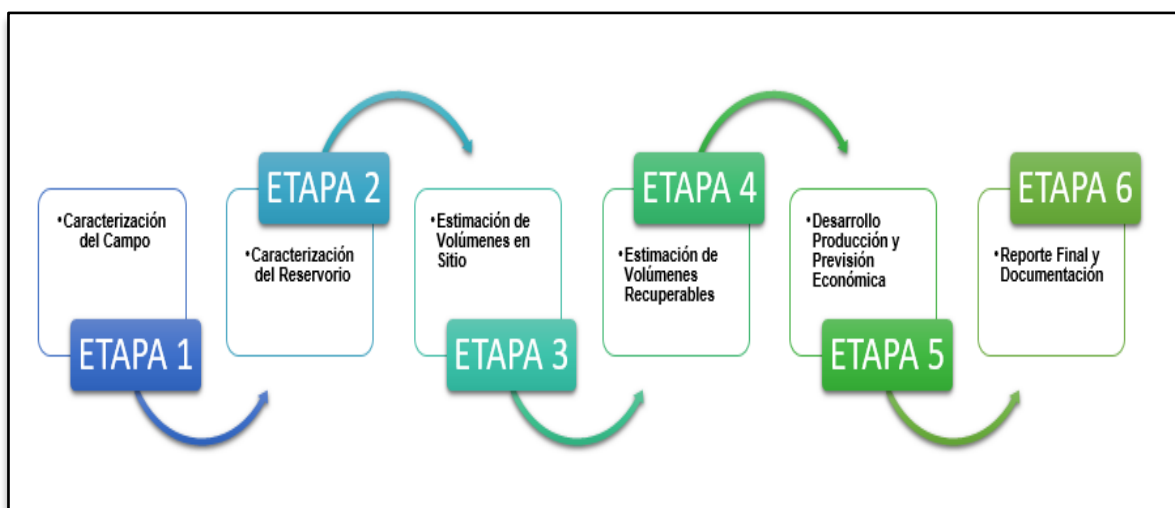 •Caracterización
del Campo
ETAPA 1
ETAPA 2
•Caracterización
del Reservorio
•Estimación de
Volúmenes en
Sitio
ETAPA 3
ETAPA 4
•Estimación de
Volúmenes
Recuperables
•Desarrollo
Producción y
Previsión
Económica
ETAPA 5
ETAPA 6
•Reporte Final y
Documentación